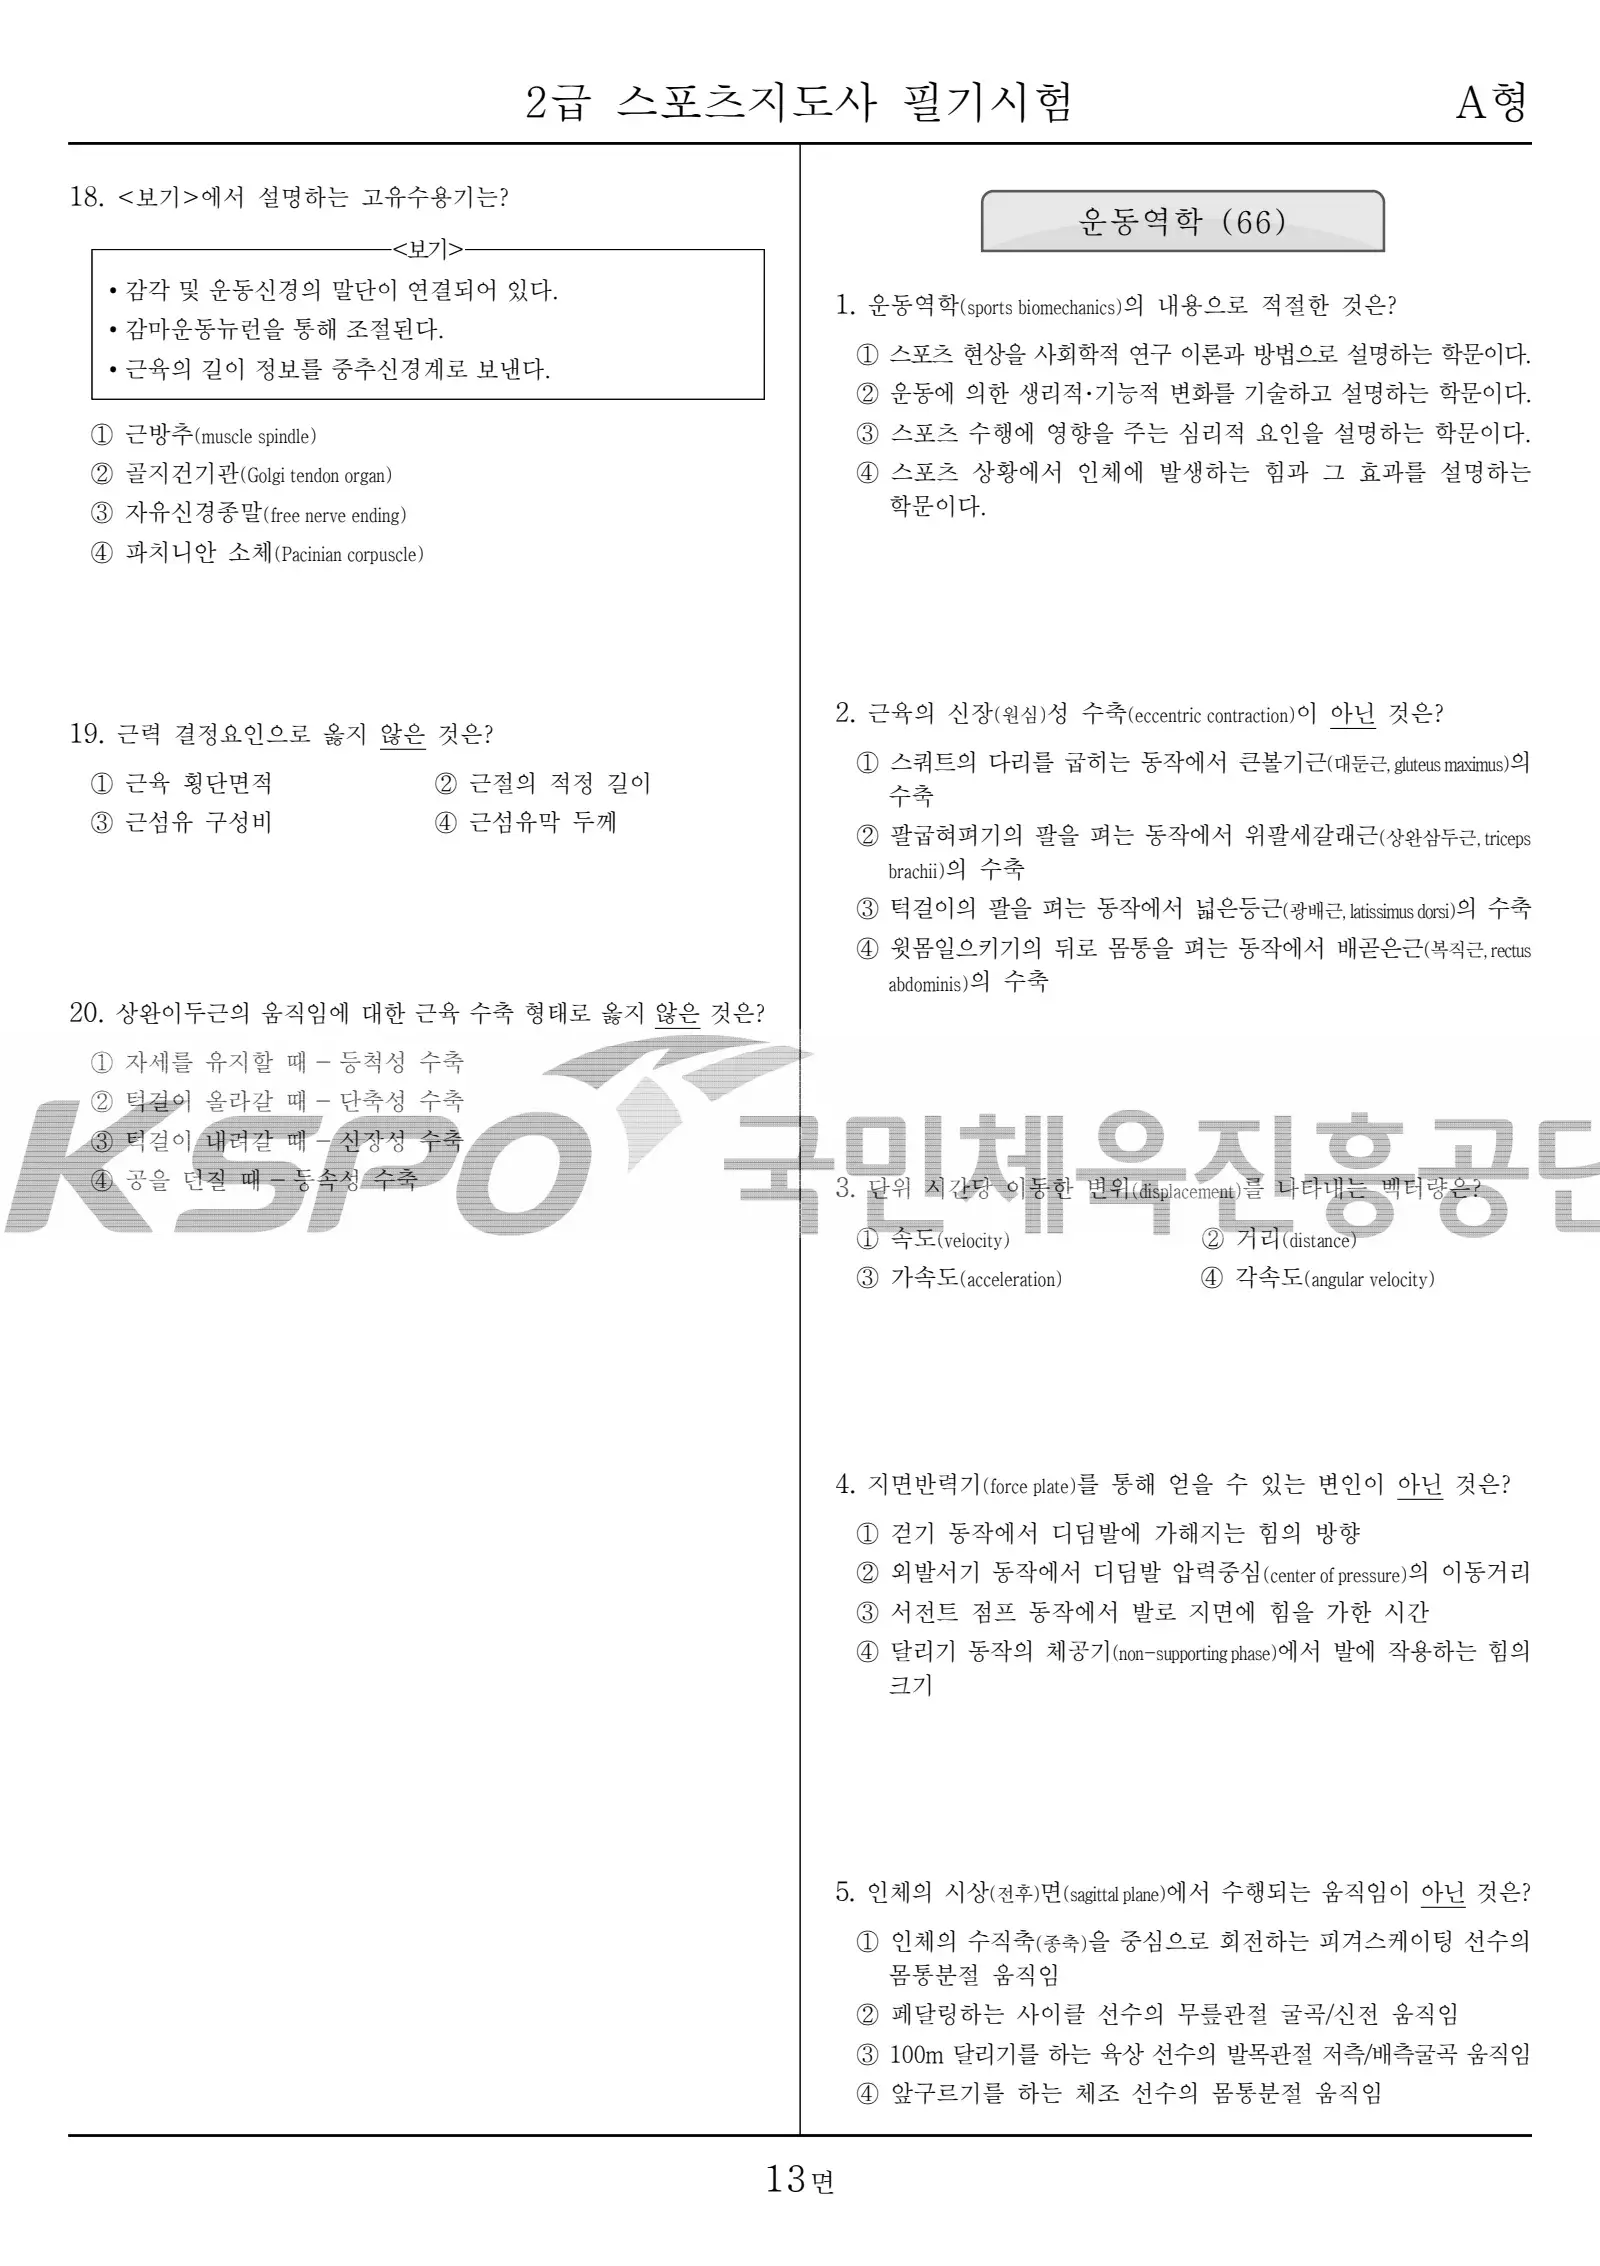 2급 스포츠지도사 필기시험
A형
18. <보기>에서 설명하는 고유수용기는?
<보기>
• 감각 및 운동신경의 말단이 연결되어 있다.
• 감마운동뉴런을 통해 조절된다.
• 근육의 길이 정보를 중추신경계로 보낸다.
① 근방추(muscle spindle)
② 골지건기관(Golgi tendon organ)
③ 자유신경종말(free nerve ending)
④ 파치니안 소체(Pacinian corpuscle)
19. 근력 결정요인으로 옳지 않은 것은?
① 근육 횡단면적 ② 근절의 적정 길이
③ 근섬유 구성비 ④ 근섬유막 두께
20. 상완이두근의 움직임에 대한 근육 수축 형태로 옳지 않은 것은?
① 자세를 유지할 때 - 등척성 수축
② 턱걸이 올라갈 때 - 단축성 수축
③ 턱걸이 내려갈 때 - 신장성 수축
④ 공을 던질 때 - 등속성 수축
KSPO 국민체육진흥공단
운동역학 (66)
1. 운동역학(sports biomechanics)의 내용으로 적절한 것은?
① 스포츠 현상을 사회학적 연구 이론과 방법으로 설명하는 학문이다.
② 운동에 의한 생리적·기능적 변화를 기술하고 설명하는 학문이다.
③ 스포츠 수행에 영향을 주는 심리적 요인을 설명하는 학문이다.
④ 스포츠 상황에서 인체에 발생하는 힘과 그 효과를 설명하는
학문이다.
2. 근육의 신장(원심)성 수축(eccentric contraction)이 아닌 것은?
① 스쿼트의 다리를 굽히는 동작에서 큰볼기근(대둔근, gluteus maximus)의
수축
② 팔굽혀펴기의 팔을 펴는 동작에서 위팔세갈래근(상완삼두근, triceps
brachii)의 수축
③ 턱걸이의 팔을 펴는 동작에서 넓은등근(광배근, latissimus dorsi)의 수축
④ 윗몸일으키기의 뒤로 몸통을 펴는 동작에서 배곧은근(복직근, rectus
abdominis)의 수축
3. 단위 시간당 이동한 변위(displacement)를 나타내는 벡터량은?
① 속도(velocity) ② 거리(distance)
③ 가속도(acceleration) ④ 각속도(angular velocity)
4. 지면반력기(force plate)를 통해 얻을 수 있는 변인이 아닌 것은?
① 걷기 동작에서 디딤발에 가해지는 힘의 방향
② 외발서기 동작에서 디딤발 압력중심(center of pressure)의 이동거리
③ 서전트 점프 동작에서 발로 지면에 힘을 가한 시간
④ 달리기 동작의 체공기(non-supporting phase)에서 발에 작용하는 힘의
크기
5. 인체의 시상(전후)면(sagittal plane)에서 수행되는 움직임이 아닌 것은?
① 인체의 수직축(종축)을 중심으로 회전하는 피겨스케이팅 선수의
몸통분절 움직임
② 페달링하는 사이클 선수의 무릎관절 굴곡/신전 움직임
③ 100m 달리기를 하는 육상 선수의 발목관절 저측/배측굴곡 움직임
④ 앞구르기를 하는 체조 선수의 몸통분절 움직임
13면